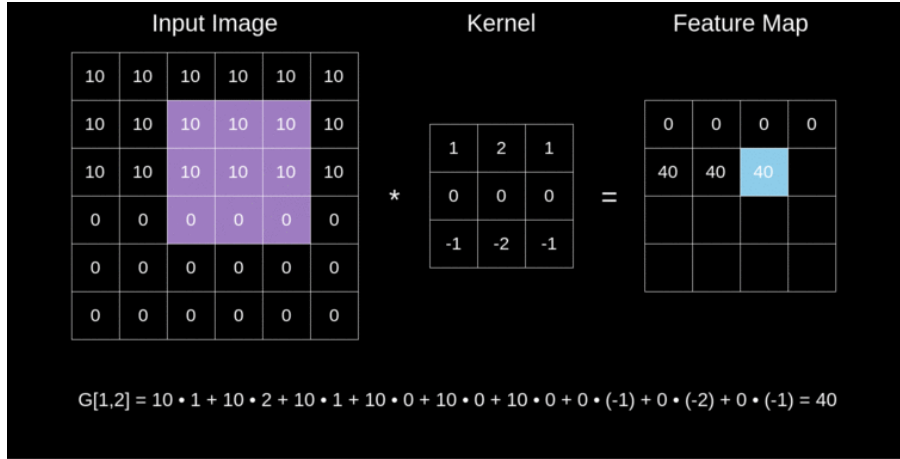 Input Image Kernel Feature Map
10 10 10 10 10 10
10 10 10 10 10 10
10 10 10 10 10 10
0 0 0 0 0 0
0 0 0 0 0 0
0 0 0 0 0 0
*
1 2 1
0 0 0
-1 -2 -1
=
0 0 0 0
40 40 40
G[1,2] = 10 • 1 + 10 • 2 + 10 • 1 + 10 • 0 + 10 • 0 + 10 • 0 + 0 • (-1) + 0 • (-2) + 0 • (-1) = 40